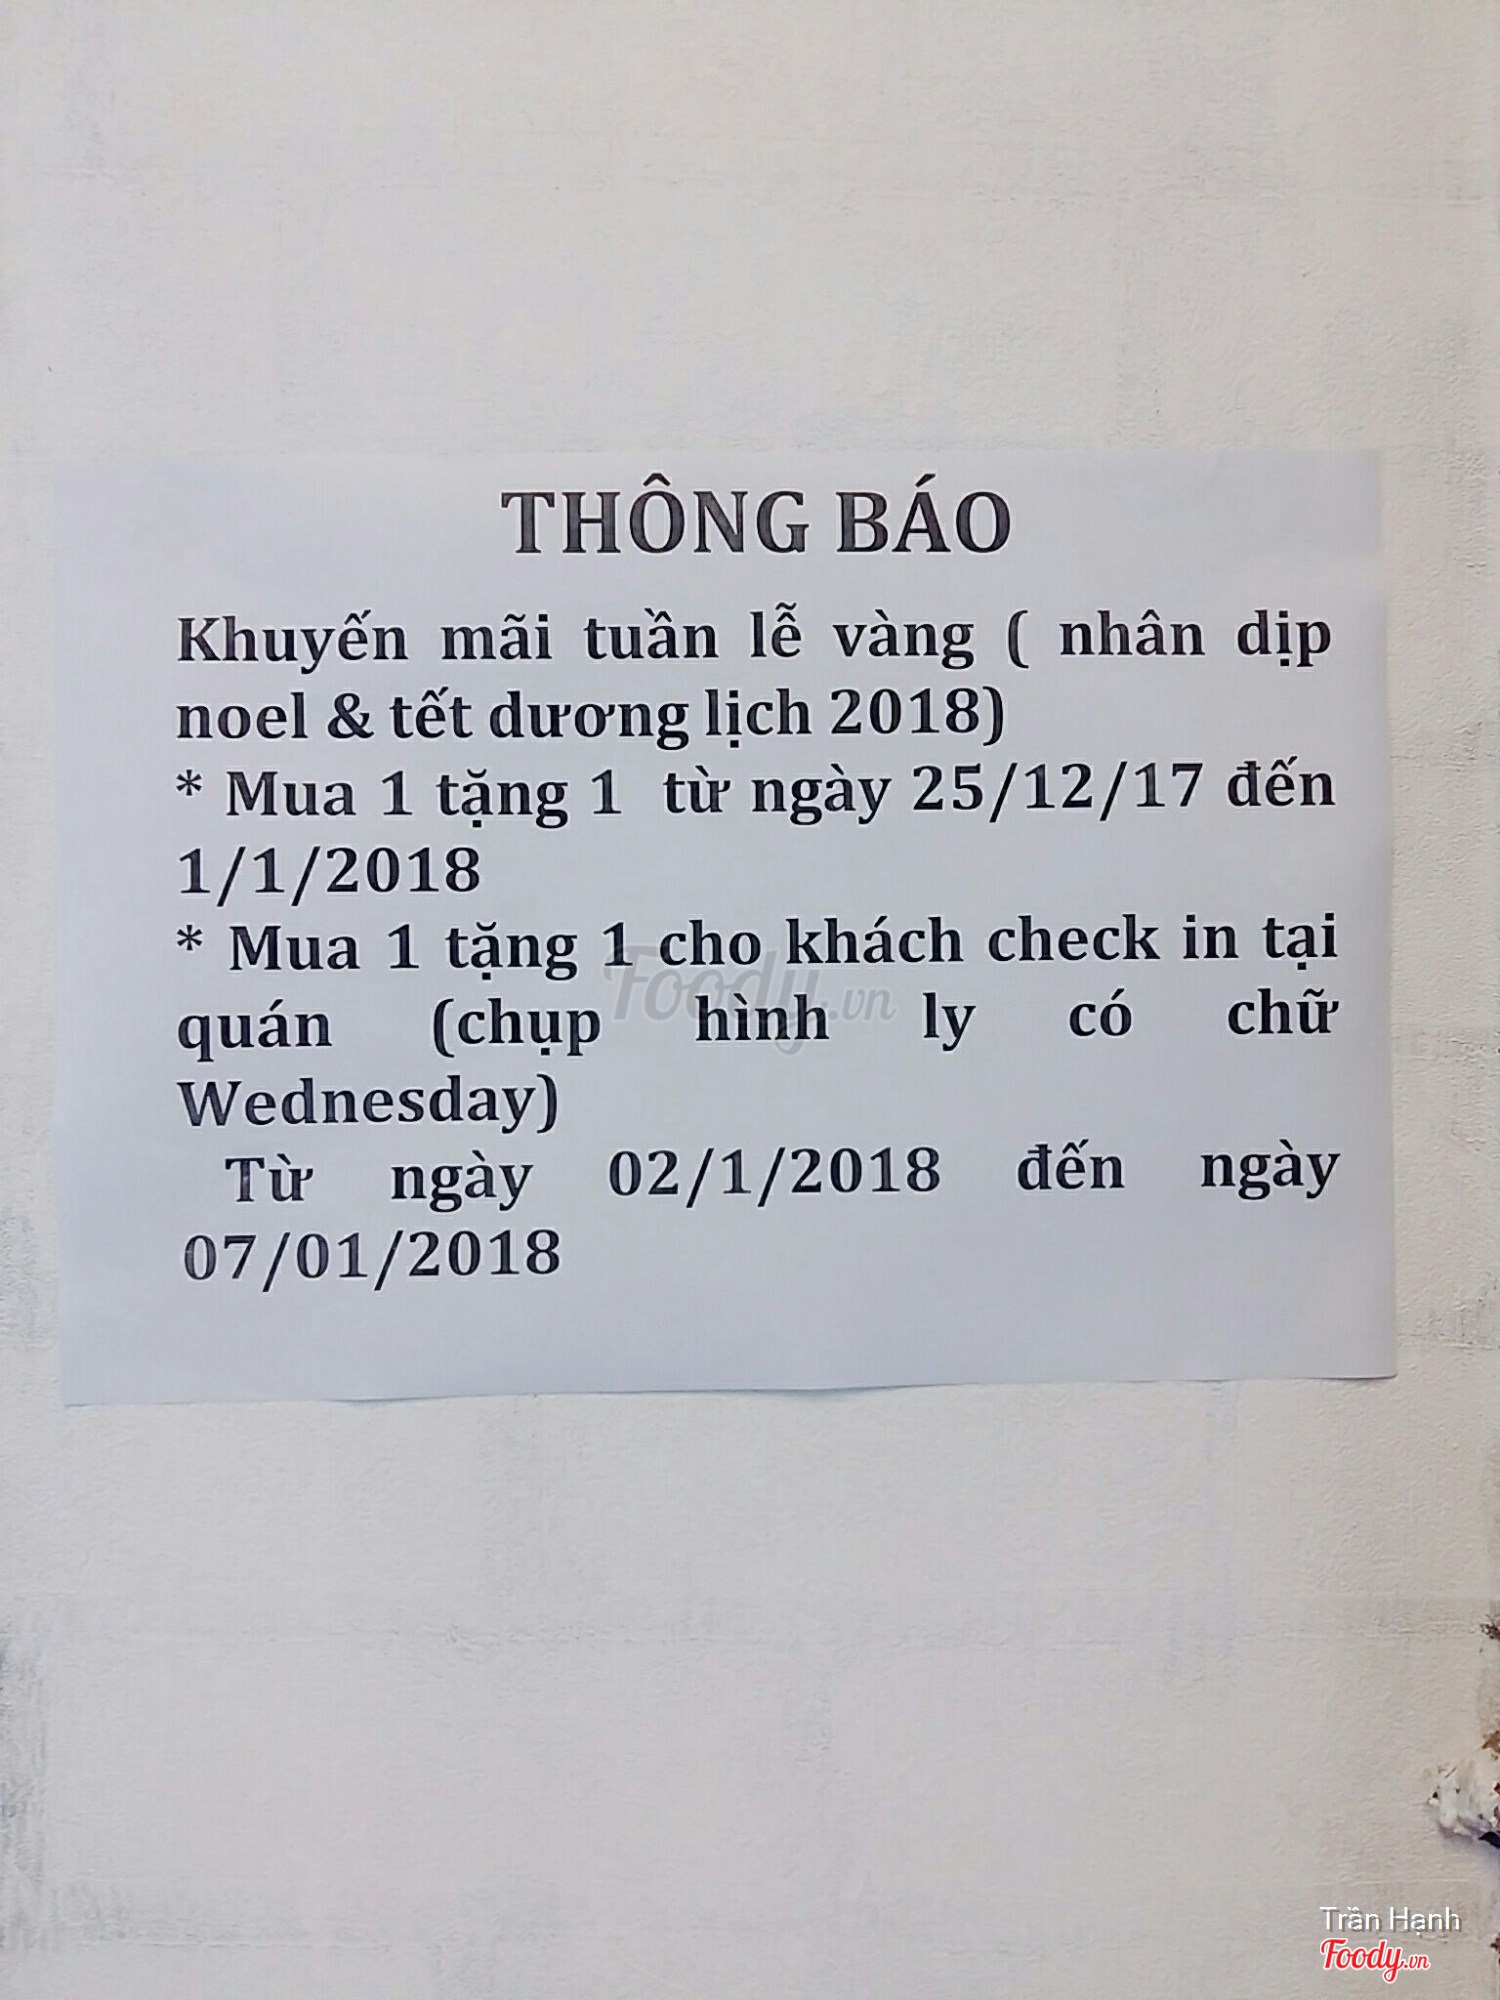 THÔNG BÁO
Khuyến mãi tuần lễ vàng ( nhân dịp
noel & tết dương lịch 2018)
* Mua 1 tặng 1 từ ngày 25/12/17 đến
1/1/2018
* Mua 1 tặng 1 cho khách check in tại
quán (chụp hình ly có chữ
Wednesday)
Từ ngày 02/1/2018 đến ngày
07/01/2018
Foody.vn
Trần Hạnh
Foody.vn